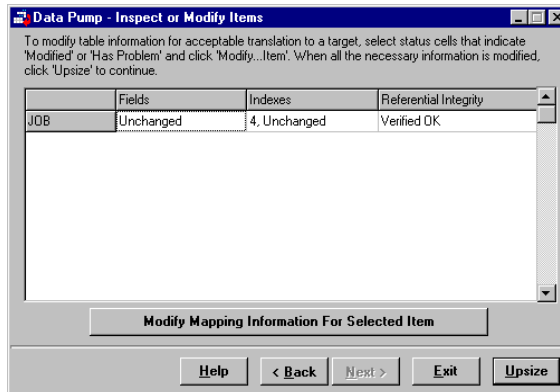 Data Pump - Inspect or Modify Items
To modify table information for acceptable translation to a target, select status cells that indicate
'Modified' or 'Has Problem' and click 'Modify...Item'. When all the necessary information is modified,
click 'Upsize' to continue.
Fields Indexes Referential Integrity
JOB Unchanged 4, Unchanged Verified OK
Modify Mapping Information For Selected Item
Help < Back Next > Exit Upsize